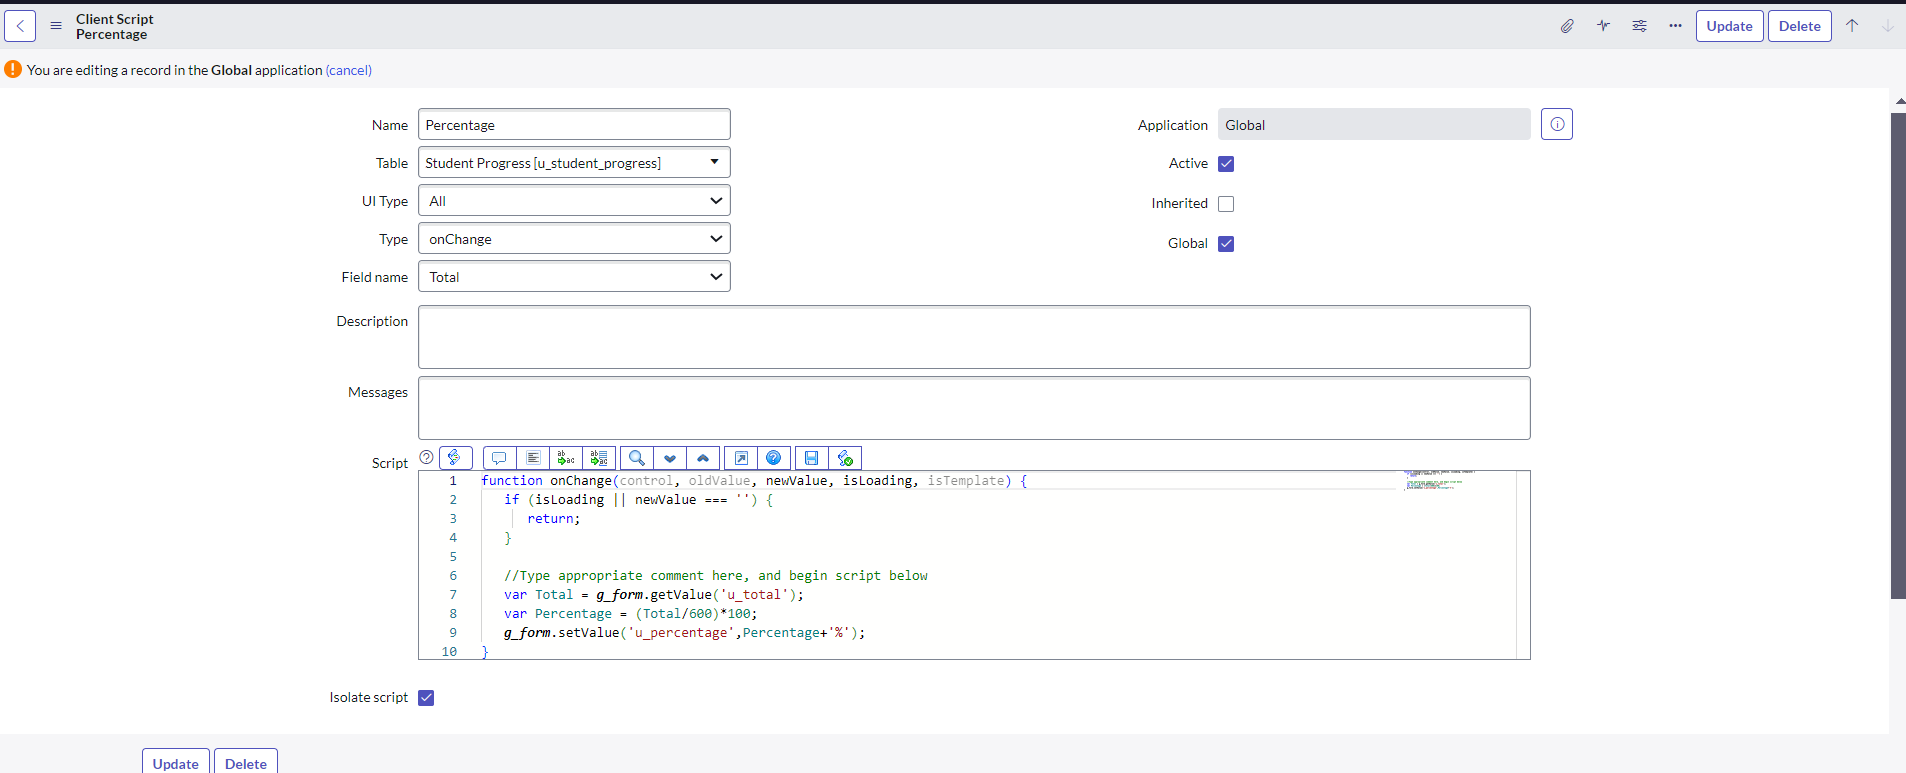 Client Script
Percentage
Update
Delete
You are editing a record in the Global application (cancel)
Name
Percentage
Application
Global
Table
Student Progress [u_student_progress]
Active
UI Type
All
Inherited
Type
onChange
Global
Field name
Total
Description
Messages
Script
1 function onChange(control, oldValue, newValue, isLoading, isTemplate) {
2 if (isLoading || newValue === '') {
3 return;
4 }
5
6 //Type appropriate comment here, and begin script below
7 var Total = g_form.getValue('u_total');
8 var Percentage = (Total/600)*100;
9 g_form.setValue('u_percentage',Percentage+'%');
10 }
Isolate script
Update
Delete